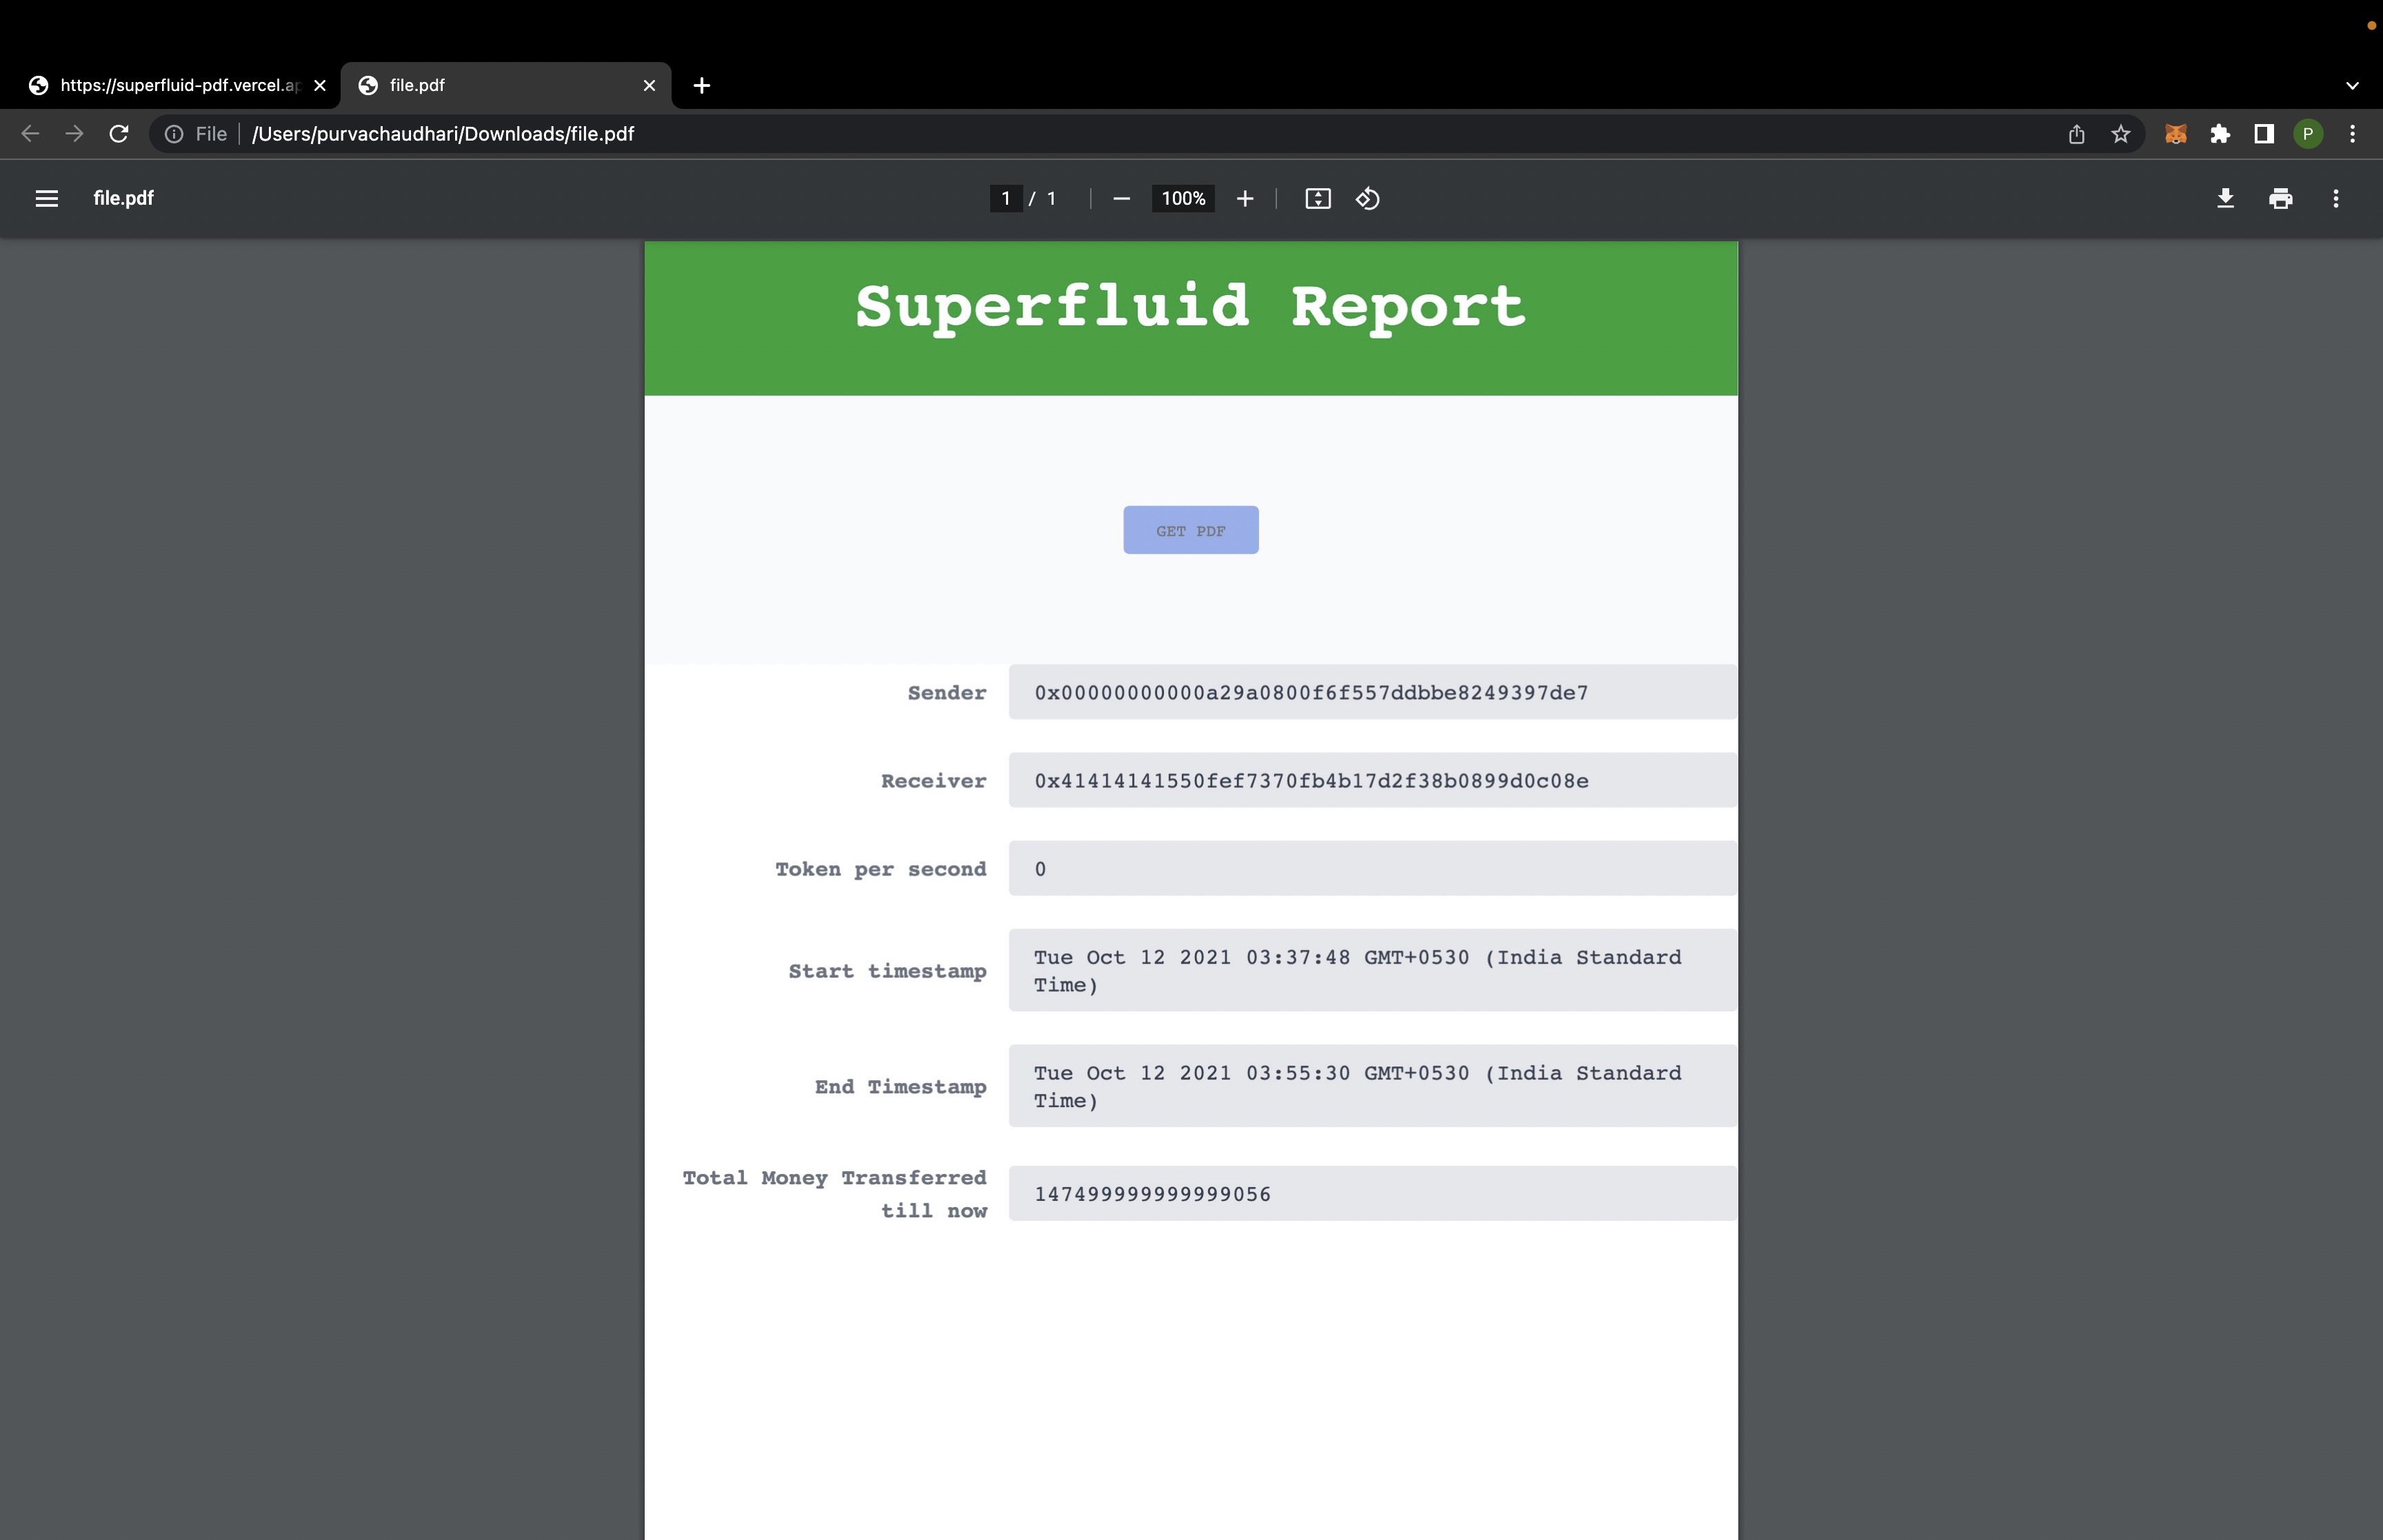 https://superfluid-pdf.vercel.ap
file.pdf
File
/Users/purvachaudhari/Downloads/file.pdf
P
file.pdf
1 / 1
100%
Superfluid Report
GET PDF
Sender
0x00000000000a29a0800f6f557ddbbe8249397de7
Receiver
0x41414141550fef7370fb4b17d2f38b0899d0c08e
Token per second
0
Start timestamp
Tue Oct 12 2021 03:37:48 GMT+0530 (India Standard
Time)
End Timestamp
Tue Oct 12 2021 03:55:30 GMT+0530 (India Standard
Time)
Total Money Transferred
till now
147499999999999056